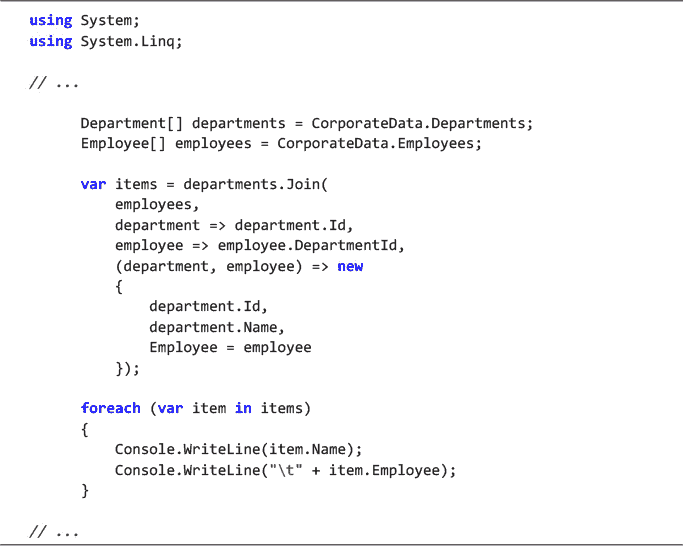 using System;
using System.Linq;
// ...
Department[] departments = CorporateData.Departments;
Employee[] employees = CorporateData.Employees;
var items = departments.Join(
employees,
department => department.Id,
employee => employee.DepartmentId,
(department, employee) => new
{
department.Id,
department.Name,
Employee = employee
});
foreach (var item in items)
{
Console.WriteLine(item.Name);
Console.WriteLine("\t" + item.Employee);
}
// ...